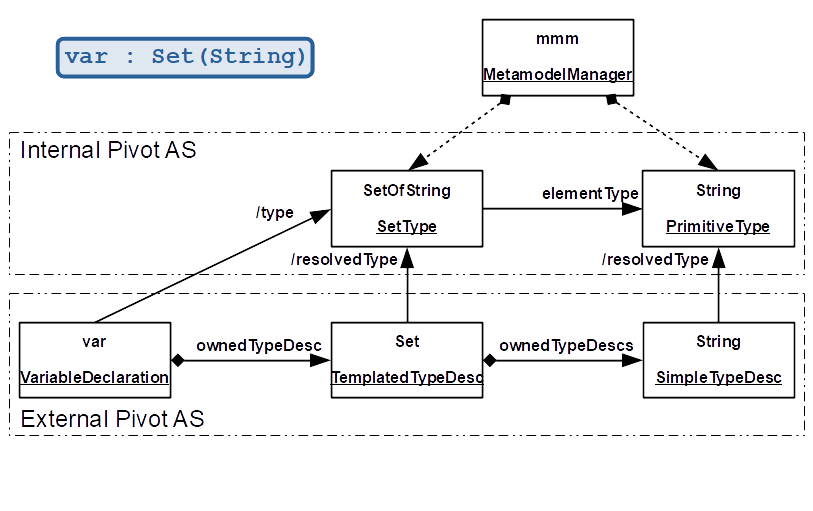 var : Set(String)
mmm
MetamodelManager
Internal Pivot AS
SetOfString
SetType
elementType
String
PrimitiveType
/type
/resolvedType
/resolvedType
var
VariableDeclaration
ownedTypeDesc
Set
TemplatedTypeDesc
ownedTypeDescs
String
SimpleTypeDesc
External Pivot AS